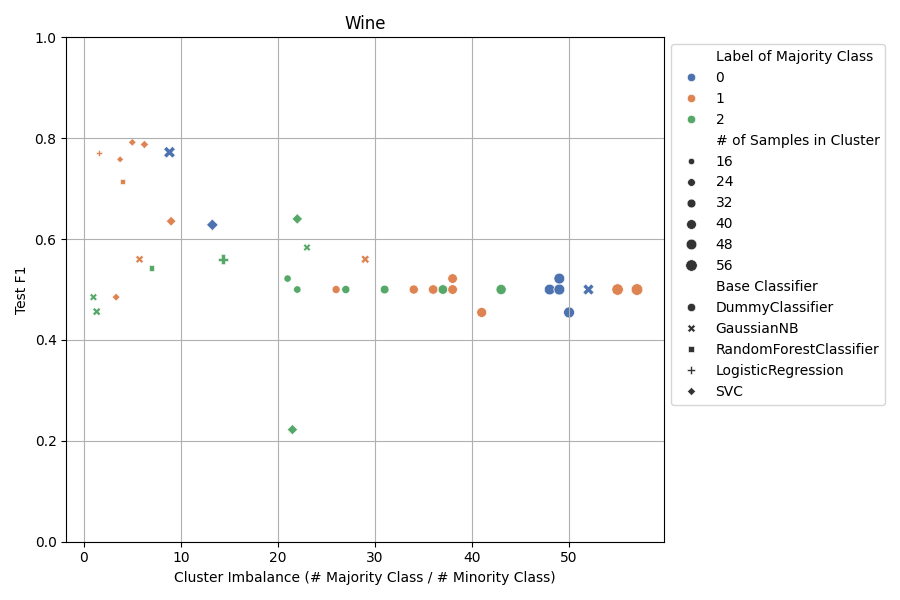 Wine
1.0
0.8
0.6
0.4
0.2
0.0
Test F1
0 10 20 30 40 50
Cluster Imbalance (# Majority Class / # Minority Class)
Label of Majority Class
0
1
2
# of Samples in Cluster
16
24
32
40
48
56
Base Classifier
DummyClassifier
GaussianNB
RandomForestClassifier
LogisticRegression
SVC